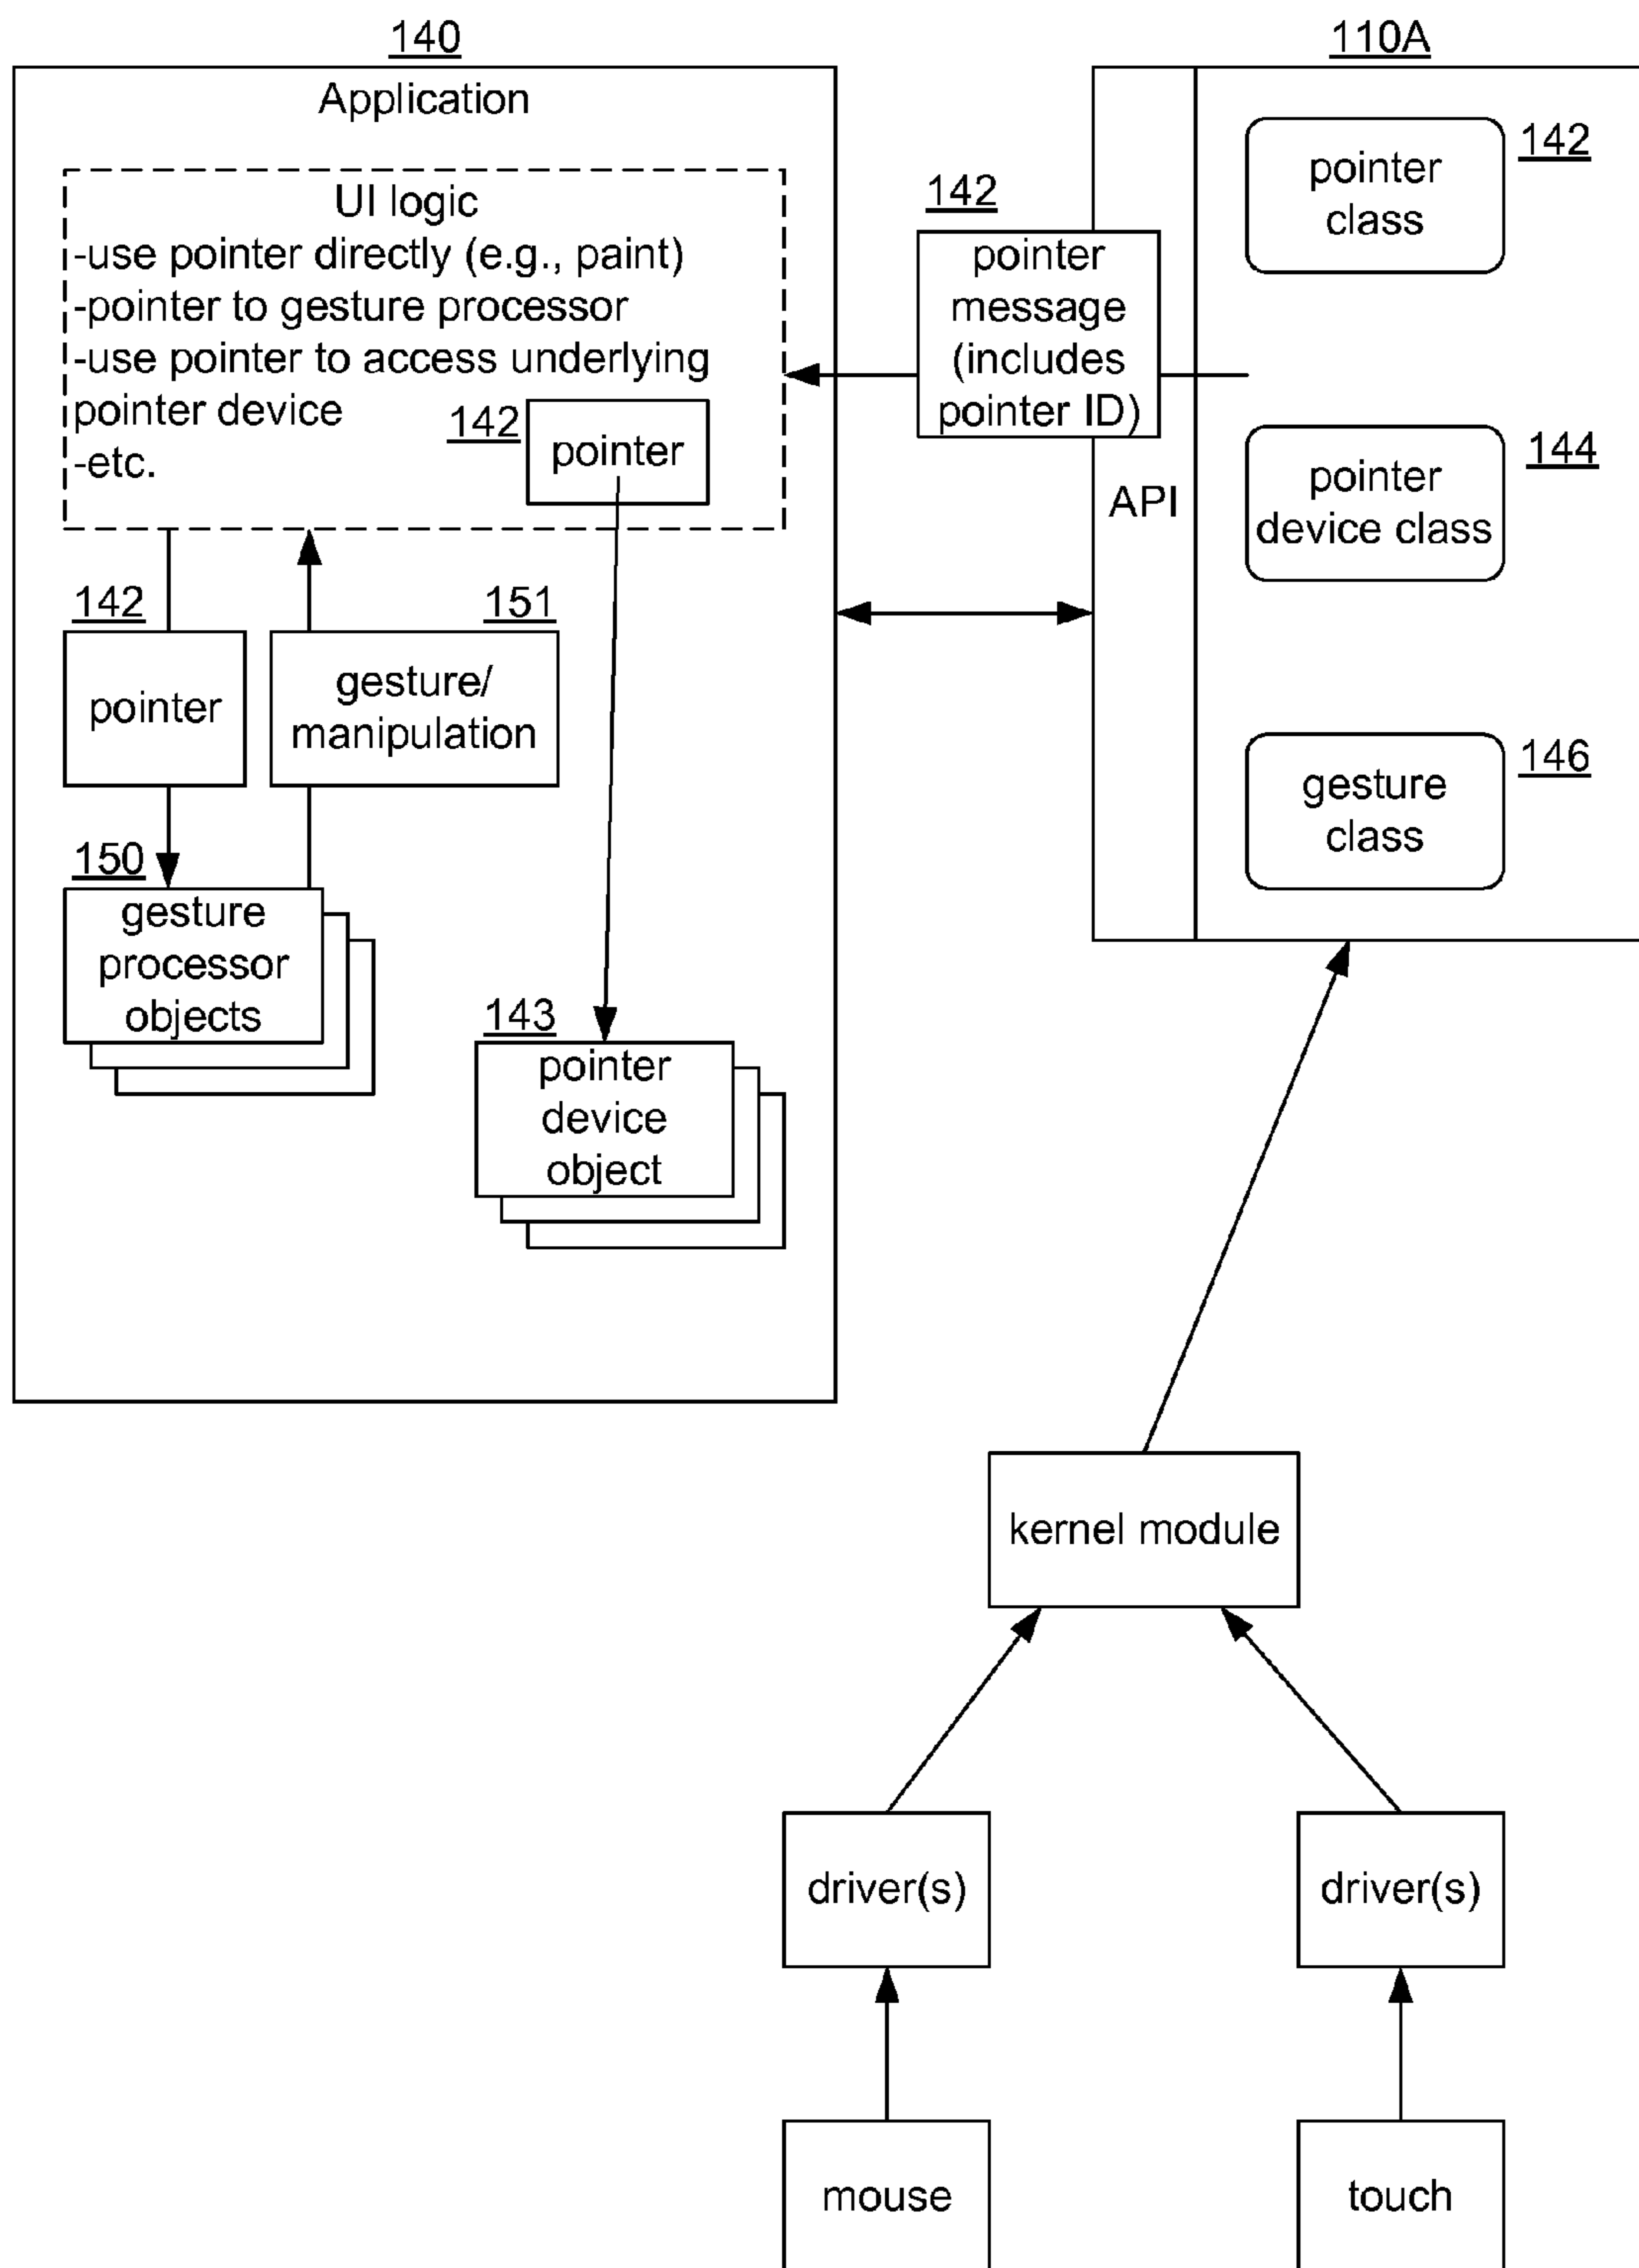 140
Application
UI logic
-use pointer directly (e.g., paint)
-pointer to gesture processor
-use pointer to access underlying
pointer device
-etc.
142
pointer
142
pointer
151
gesture/
manipulation
150
gesture
processor
objects
143
pointer
device
object
142
pointer
message
(includes
pointer ID)
API
110A
pointer
class
142
pointer
device class
144
gesture
class
146
kernel module
driver(s)
driver(s)
mouse
touch